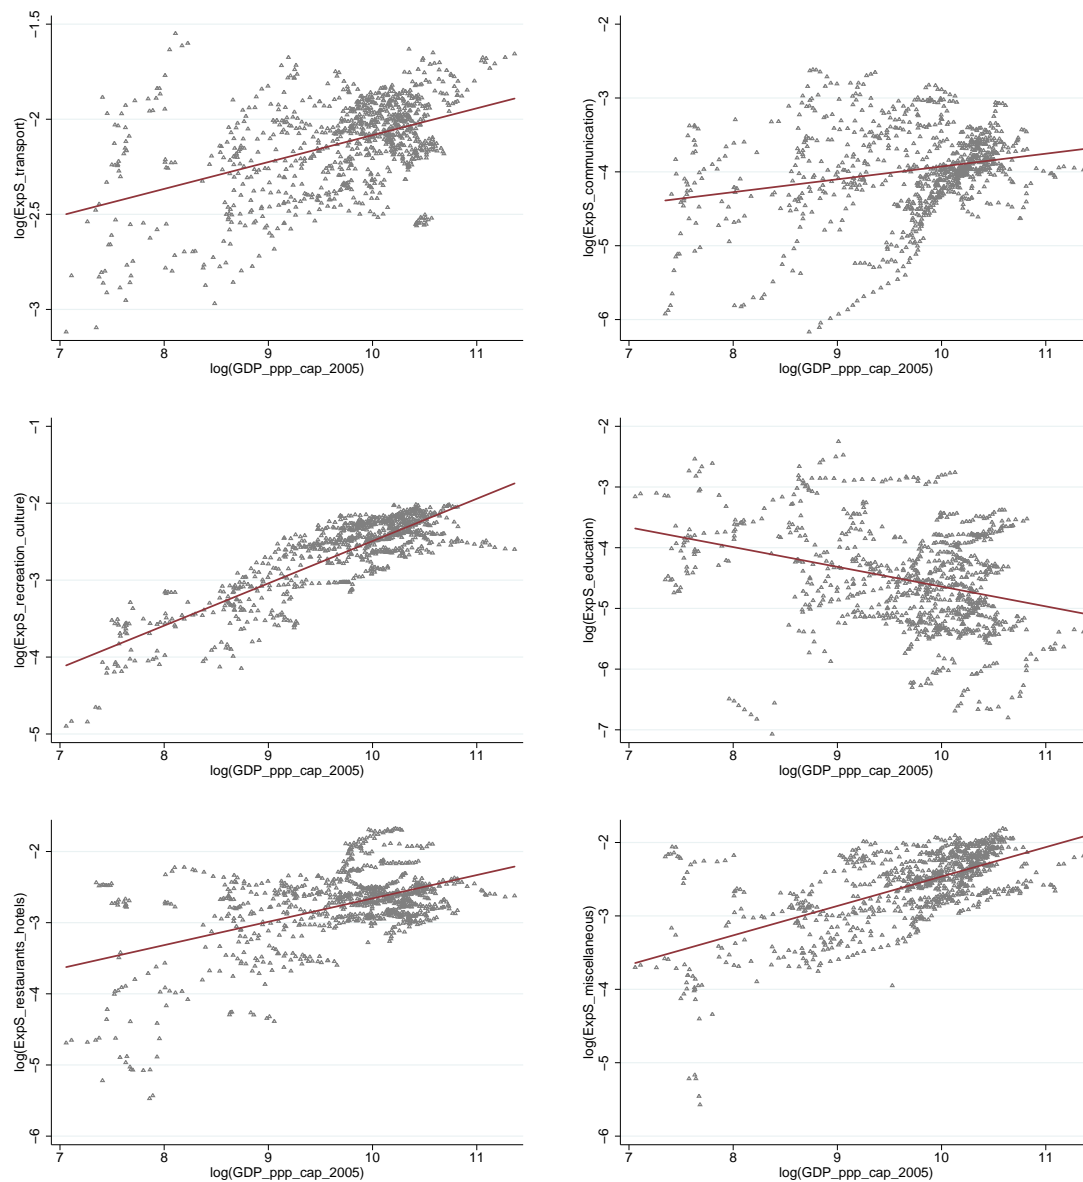 −1.5
−2
−2.5
−3
log(ExpS_transport)
7 8 9 10 11
log(GDP_ppp_cap_2005)
−2
−3
−4
−5
−6
log(ExpS_communication)
7 8 9 10 11
log(GDP_ppp_cap_2005)
−1
−2
−3
−4
−5
log(ExpS_recreation_culture)
7 8 9 10 11
log(GDP_ppp_cap_2005)
−2
−3
−4
−5
−6
−7
log(ExpS_education)
7 8 9 10 11
log(GDP_ppp_cap_2005)
−2
−3
−4
−5
−6
log(ExpS_restaurants_hotels)
7 8 9 10 11
log(GDP_ppp_cap_2005)
−2
−3
−4
−5
−6
log(ExpS_miscellaneous)
7 8 9 10 11
log(GDP_ppp_cap_2005)